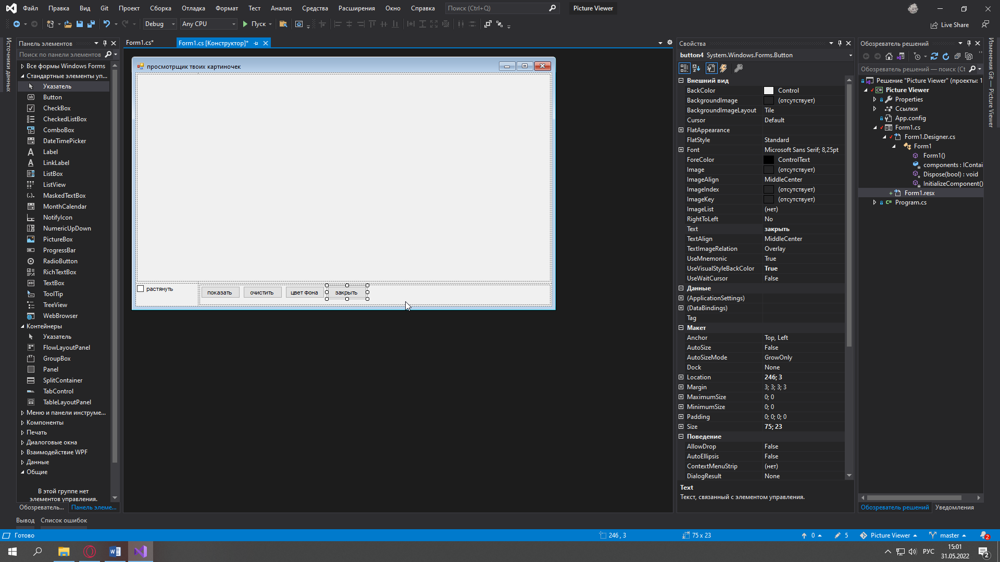 Файл Правка Вид Git Проект Сборка Отладка Формат Тест Анализ Средства Расширения Окно Справка Поиск (Ctrl+Q) Picture Viewer
Debug Any CPU Пуск Live Share
Источники данных
Панель элементов
Поиск по панели элементов
Все формы Windows Forms
Стандартные элементы уп...
Указатель
Button
CheckBox
CheckedListBox
ComboBox
DateTimePicker
Label
LinkLabel
ListBox
ListView
MaskedTextBox
MonthCalendar
NotifyIcon
NumericUpDown
PictureBox
ProgressBar
RadioButton
RichTextBox
TextBox
ToolTip
TreeView
WebBrowser
Контейнеры
Указатель
FlowLayoutPanel
GroupBox
Panel
SplitContainer
TabControl
TableLayoutPanel
Меню и панели инструме...
Компоненты
Печать
Диалоговые окна
Взаимодействие WPF
Данные
Общие
В этой группе нет
элементов управления.
Обозреватель... Панель элеме...
Form1.cs* Form1.cs [Конструктор]*
просмотрщик твоих картиночек
растянуть показать очистить цвет фона закрыть
Свойства
button4 System.Windows.Forms.Button
Внешний вид
BackColor Control
BackgroundImage (отсутствует)
BackgroundImageLayout Tile
Cursor Default
FlatAppearance
FlatStyle Standard
Font Microsoft Sans Serif; 8,25pt
ForeColor ControlText
Image (отсутствует)
ImageAlign MiddleCenter
ImageIndex (отсутствует)
ImageKey (отсутствует)
ImageList (нет)
RightToLeft No
Text закрыть
TextAlign MiddleCenter
TextImageRelation Overlay
UseMnemonic True
UseVisualStyleBackColor True
UseWaitCursor False
Данные
(ApplicationSettings)
(DataBindings)
Tag
Макет
Anchor Top, Left
AutoSize False
AutoSizeMode GrowOnly
Dock None
Location 246; 3
Margin 3; 3; 3; 3
MaximumSize 0; 0
MinimumSize 0; 0
Padding 0; 0; 0; 0
Size 75; 23
Поведение
AllowDrop False
AutoEllipsis False
ContextMenuStrip (нет)
DialogResult None
Text
Текст, связанный с элементом управления.
Обозреватель решений
Обозреватель решений — поиск (Ct
Решение "Picture Viewer" (проекты: 1
Picture Viewer
Properties
Ссылки
App.config
Form1.cs
Form1.Designer.cs
Form1
Form1()
components : IContai
Dispose(bool) : void
InitializeComponent()
Form1.resx
Program.cs
Обозреватель решений Уведомления
Изменения Git — Picture Viewer
Вывод Список ошибок
Готово 246 , 3 75 x 23 0 5 Picture Viewer master 2
РУС 15:01
31.05.2022 2